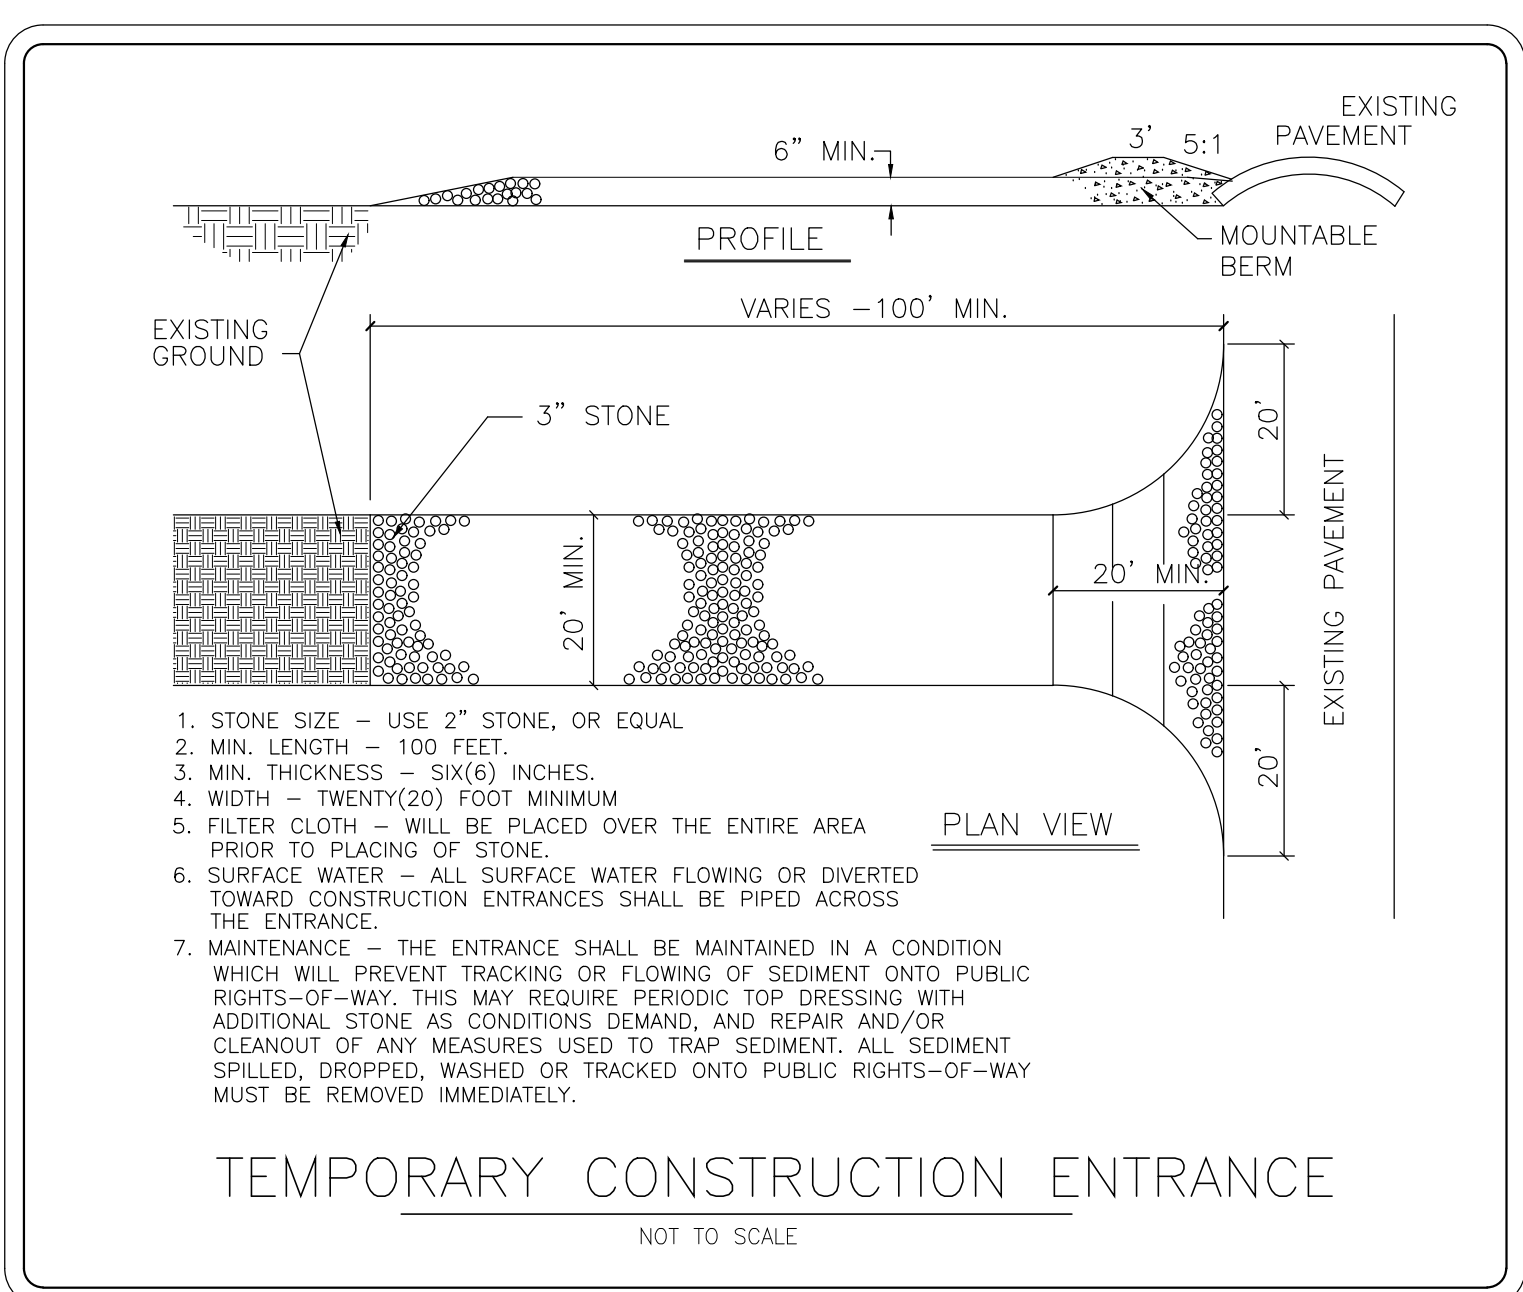 EXISTING
PAVEMENT
3' 5:1
6" MIN.
MOUNTABLE
BERM
PROFILE
VARIES –100' MIN.
EXISTING
GROUND
3" STONE
20'
20' MIN.
20' MIN.
EXISTING PAVEMENT
20'
1. STONE SIZE – USE 2" STONE, OR EQUAL
2. MIN. LENGTH – 100 FEET.
3. MIN. THICKNESS – SIX(6) INCHES.
4. WIDTH – TWENTY(20) FOOT MINIMUM
5. FILTER CLOTH – WILL BE PLACED OVER THE ENTIRE AREA
PRIOR TO PLACING OF STONE.
6. SURFACE WATER – ALL SURFACE WATER FLOWING OR DIVERTED
TOWARD CONSTRUCTION ENTRANCES SHALL BE PIPED ACROSS
THE ENTRANCE.
7. MAINTENANCE – THE ENTRANCE SHALL BE MAINTAINED IN A CONDITION
WHICH WILL PREVENT TRACKING OR FLOWING OF SEDIMENT ONTO PUBLIC
RIGHTS–OF–WAY. THIS MAY REQUIRE PERIODIC TOP DRESSING WITH
ADDITIONAL STONE AS CONDITIONS DEMAND, AND REPAIR AND/OR
CLEANOUT OF ANY MEASURES USED TO TRAP SEDIMENT. ALL SEDIMENT
SPILLED, DROPPED, WASHED OR TRACKED ONTO PUBLIC RIGHTS–OF–WAY
MUST BE REMOVED IMMEDIATELY.
PLAN VIEW
TEMPORARY CONSTRUCTION ENTRANCE
NOT TO SCALE